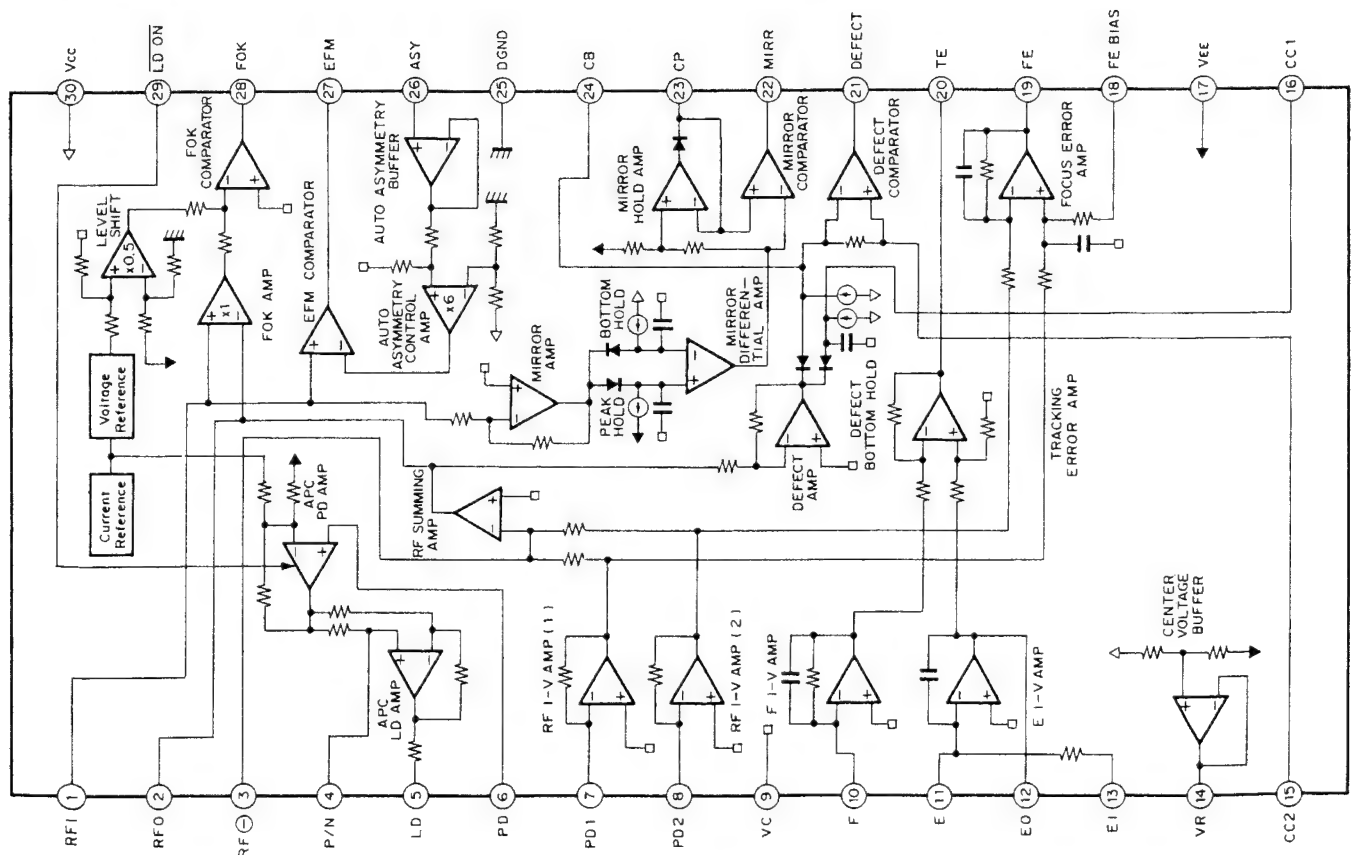 30 Vcc
29 LD ON
28 FOK
27 EFM
26 ASY
25 DGND
24 CB
23 CP
22 MIRR
21 DEFECT
20 TE
19 FE
18 FE BIAS
17 VEE
16 CC1
FOK
COMPARATOR
LEVEL
SHIFT
x0.5
+
−
x1
FOK AMP
EFM COMPARATOR
AUTO ASYMMETRY
BUFFER
AUTO
ASYMMETRY
CONTROL
AMP
x6
Voltage
Reference
Current
Reference
APC
PD AMP
APC
LD AMP
MIRROR
AMP
BOTTOM
HOLD
PEAK
HOLD
MIRROR
DIFFEREN-
TIAL AMP
MIRROR
HOLD AMP
MIRROR
COMPARATOR
DEFECT
COMPARATOR
DEFECT
AMP
DEFECT
BOTTOM HOLD
FOCUS ERROR
AMP
TRACKING
ERROR AMP
RF SUMMING
AMP
RF I-V AMP (1)
RF I-V AMP (2)
F I-V AMP
E I-V AMP
CENTER
VOLTAGE
BUFFER
RFI 1
RFO 2
RF⊖ 3
P/N 4
LD 5
PD 6
PD1 7
PD2 8
VC 9
F 10
E 11
EO 12
EI 13
VR 14
CC2 15